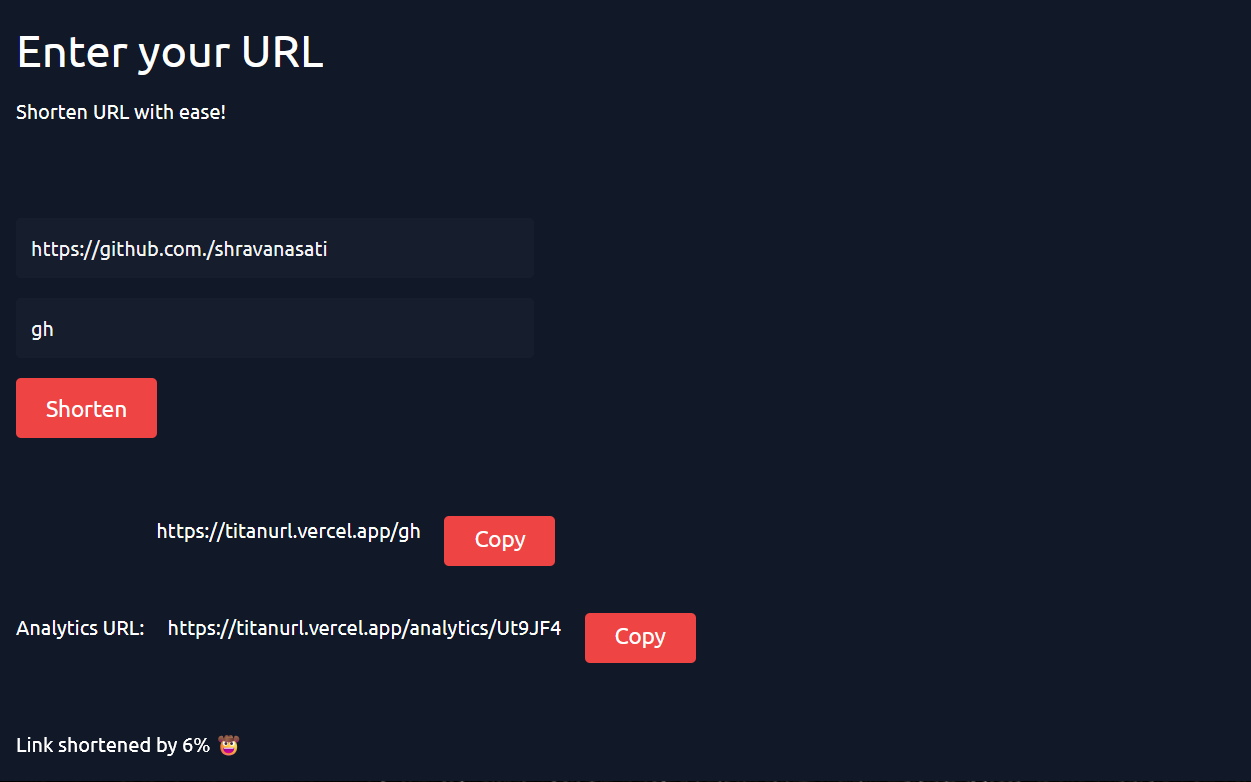 Enter your URL
Shorten URL with ease!
https://github.com./shravanasati
gh
Shorten
https://titanurl.vercel.app/gh Copy
Analytics URL: https://titanurl.vercel.app/analytics/Ut9JF4 Copy
Link shortened by 6% 🤠